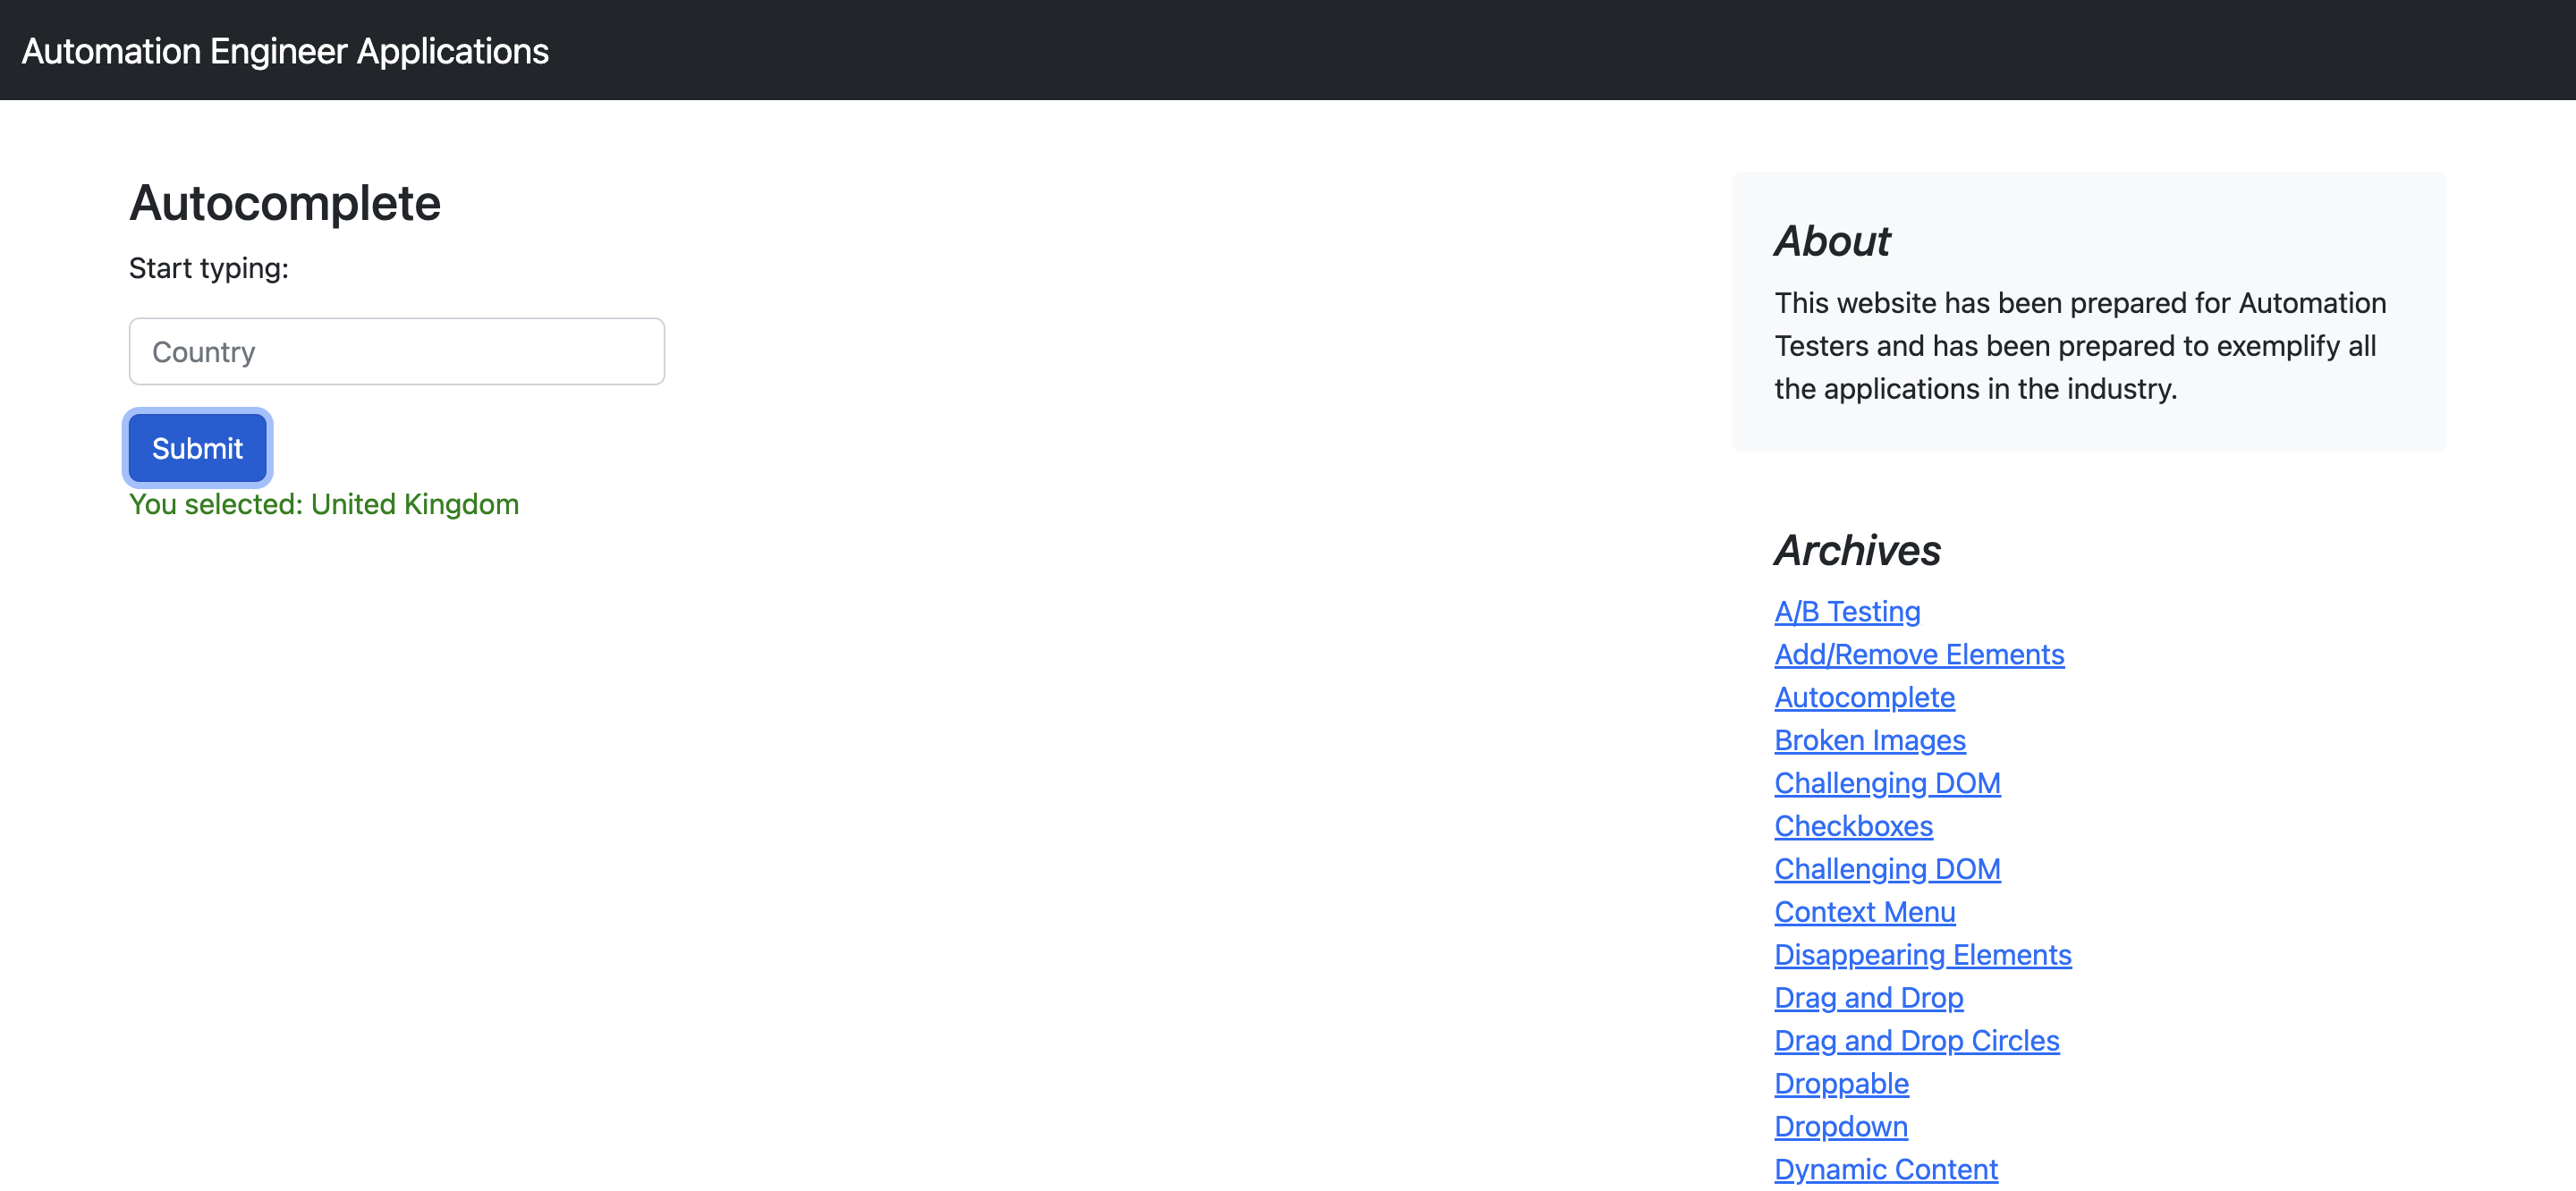 Automation Engineer Applications
Autocomplete
Start typing:
Country
Submit
You selected: United Kingdom
About
This website has been prepared for Automation
Testers and has been prepared to exemplify all
the applications in the industry.
Archives
A/B Testing
Add/Remove Elements
Autocomplete
Broken Images
Challenging DOM
Checkboxes
Challenging DOM
Context Menu
Disappearing Elements
Drag and Drop
Drag and Drop Circles
Droppable
Dropdown
Dynamic Content